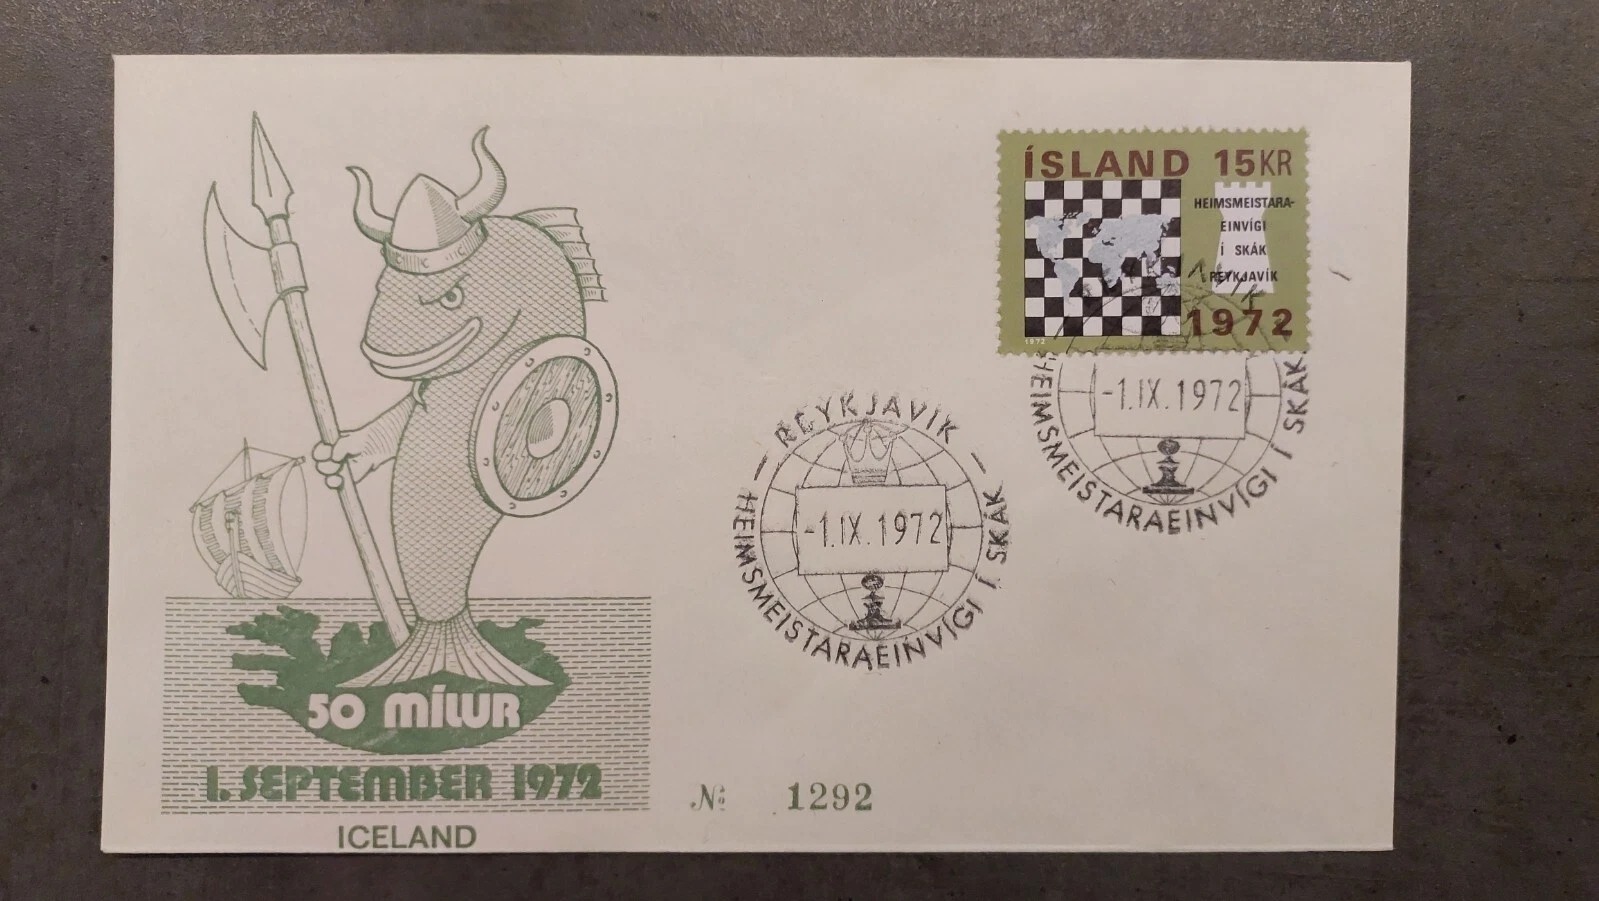 ÍSLAND 15KR
HEIMSMEISTARA-
EINVÍGI
Í SKÁK
REYKJAVÍK
1972
1972
-1.IX.1972
HEIMSMEISTARAEINVÍGI Í SKÁK
REYKJAVÍK
-1.IX.1972
HEIMSMEISTARAEINVÍGI Í SKÁK
50 MÍLUR
1. SEPTEMBER 1972
ICELAND
No 1292